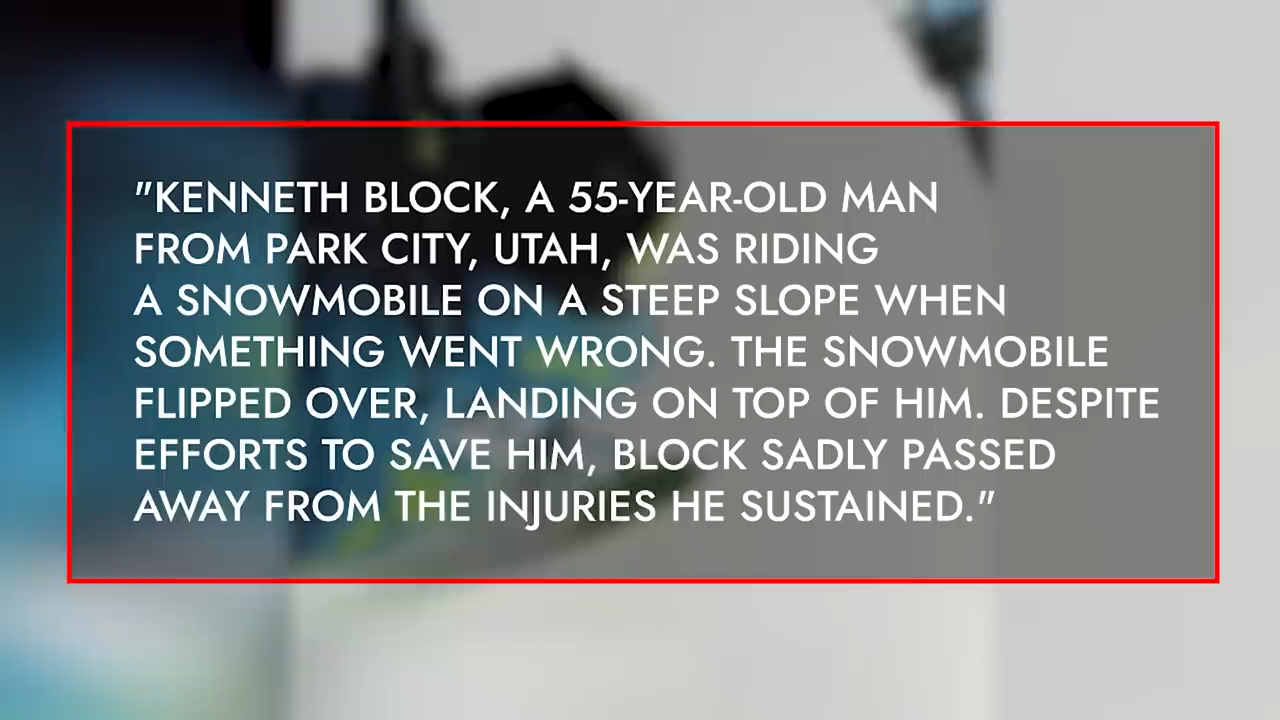 "KENNETH BLOCK, A 55-YEAR-OLD MAN
FROM PARK CITY, UTAH, WAS RIDING
A SNOWMOBILE ON A STEEP SLOPE WHEN
SOMETHING WENT WRONG. THE SNOWMOBILE
FLIPPED OVER, LANDING ON TOP OF HIM. DESPITE
EFFORTS TO SAVE HIM, BLOCK SADLY PASSED
AWAY FROM THE INJURIES HE SUSTAINED."